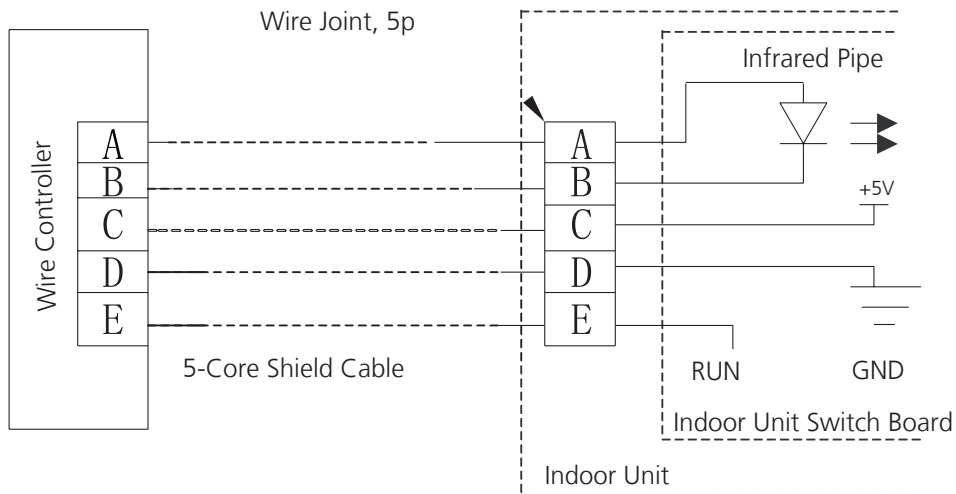 Wire Joint, 5p
Infrared Pipe
Wire Controller
A
B
C
D
E
A
B
C
D
E
+5V
5-Core Shield Cable
RUN
GND
Indoor Unit Switch Board
Indoor Unit